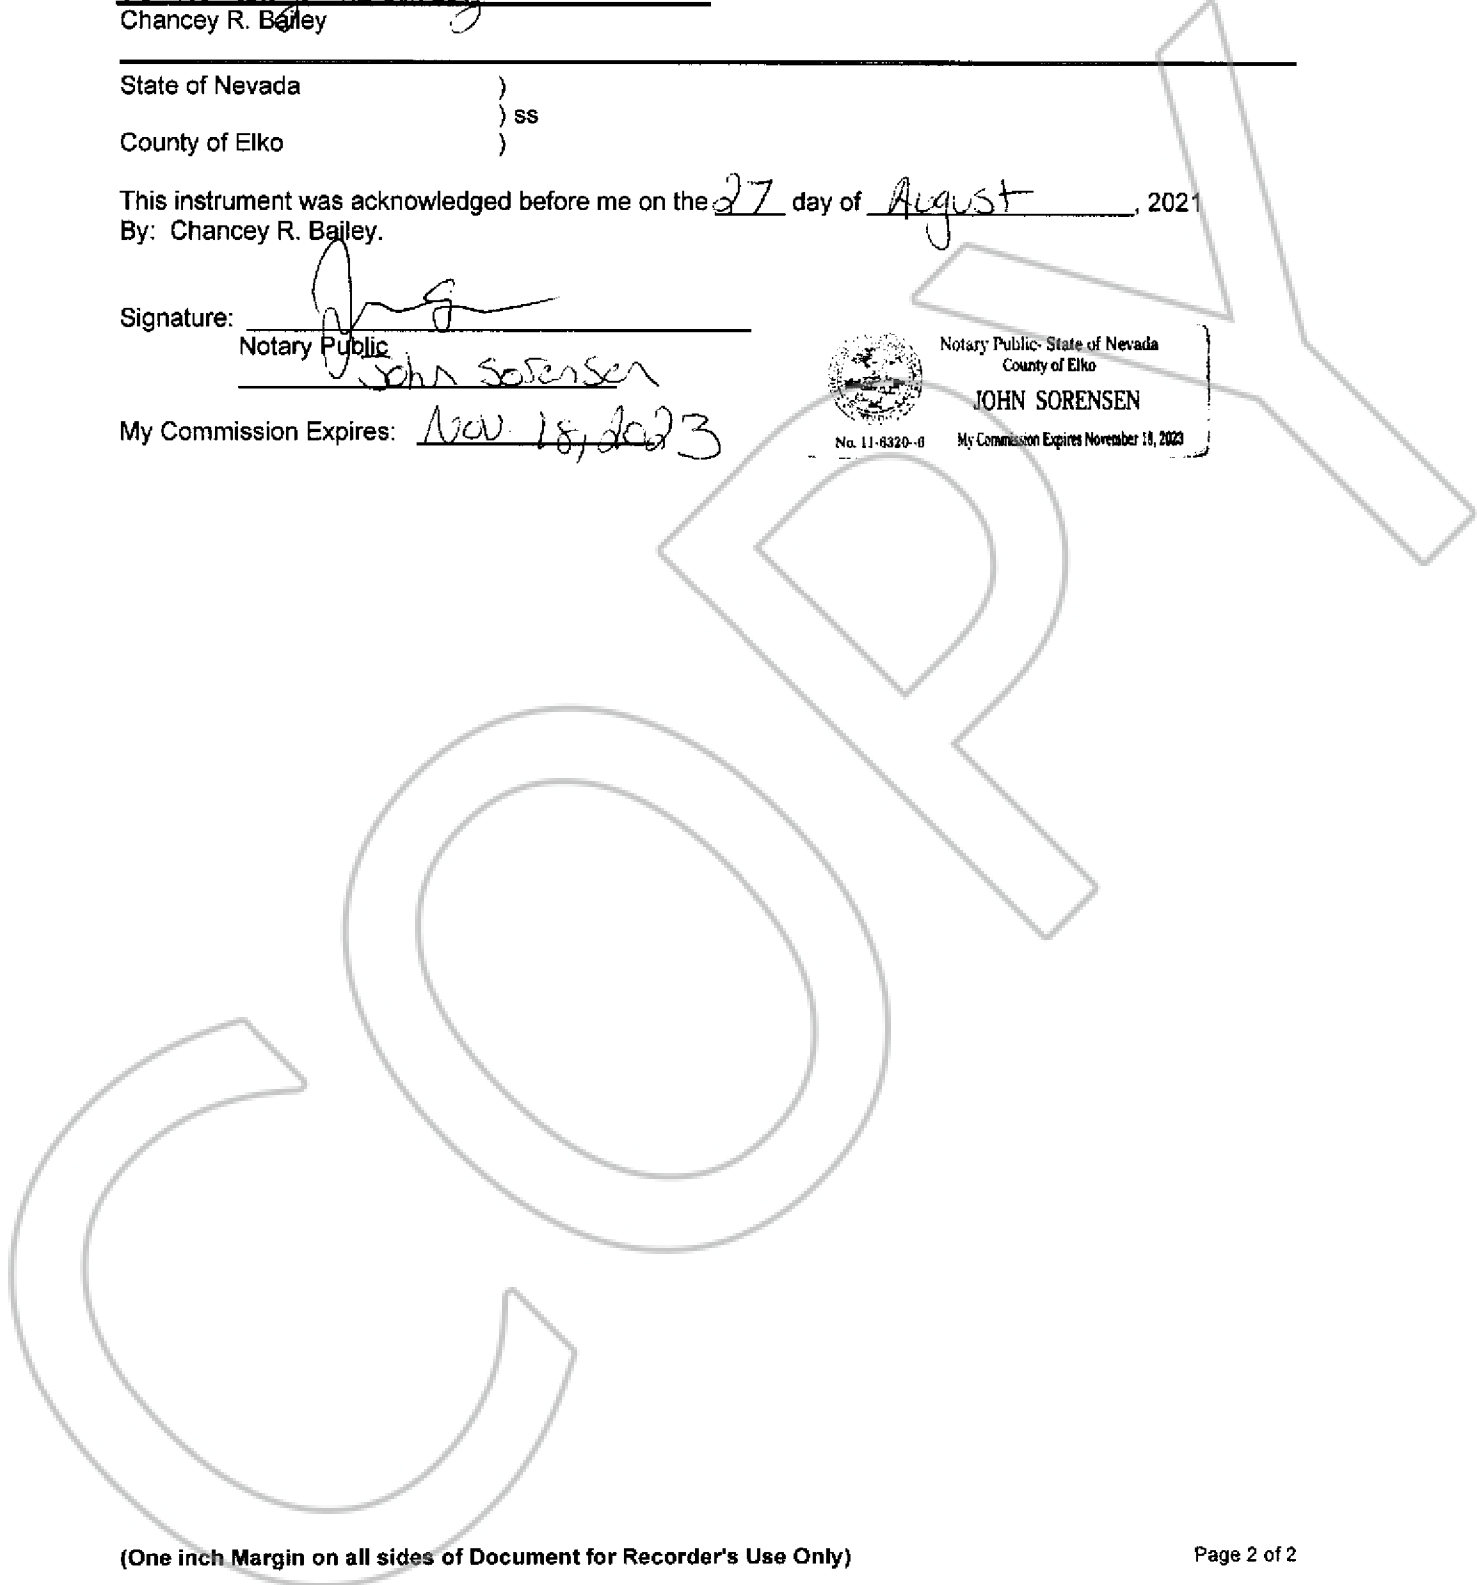 Chancey R. Bailey
State of Nevada )
) ss
County of Elko )
This instrument was acknowledged before me on the 27 day of August, 2021
By: Chancey R. Bailey.
Signature:
Notary Public
John Sorensen
My Commission Expires: Nov. 18, 2023
Notary Public- State of Nevada
County of Elko
JOHN SORENSEN
No. 11-6320--6 My Commission Expires November 18, 2023
COPY
(One inch Margin on all sides of Document for Recorder's Use Only)
Page 2 of 2